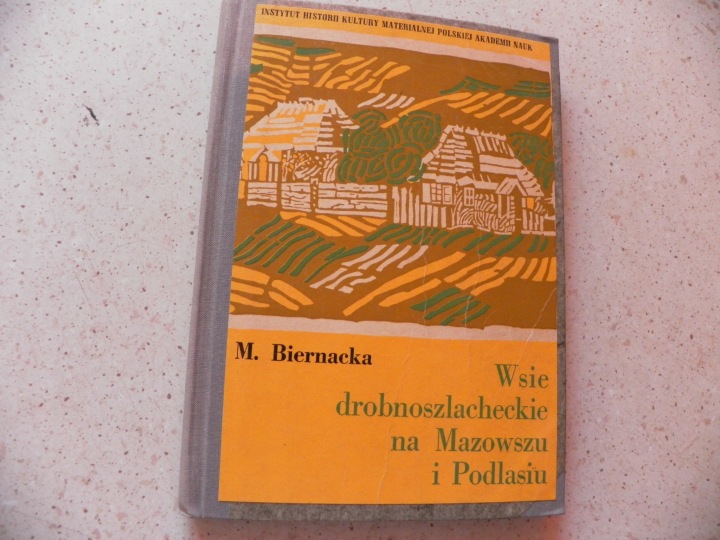 INSTYTUT HISTORII KULTURY MATERIALNEJ POLSKIEJ AKADEMII NAUK
M. Biernacka
Wsie
drobnoszlacheckie
na Mazowszu
i Podlasiu